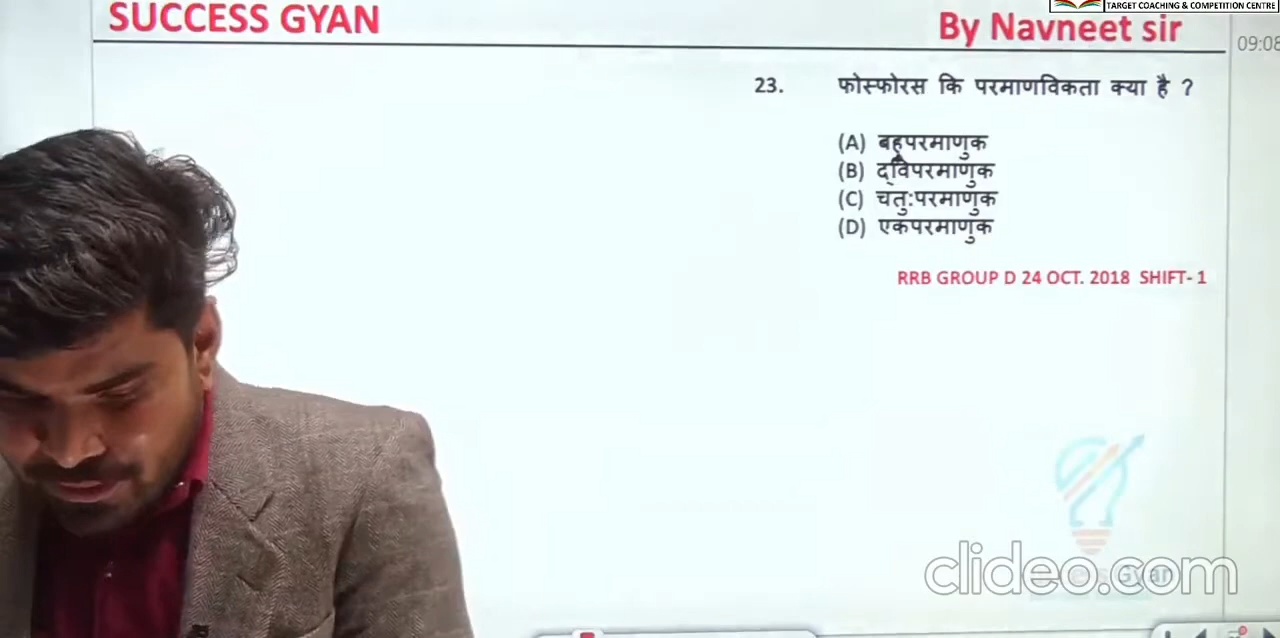 TARGET COACHING & COMPETITION CENTRE
SUCCESS GYAN
By Navneet sir
09:08
23. फोस्फोरस कि परमाणविकता क्या है ?
(A) बहुपरमाणुक
(B) द्विपरमाणुक
(C) चतु:परमाणुक
(D) एकपरमाणुक
RRB GROUP D 24 OCT. 2018 SHIFT- 1
clideo.com
Gyan